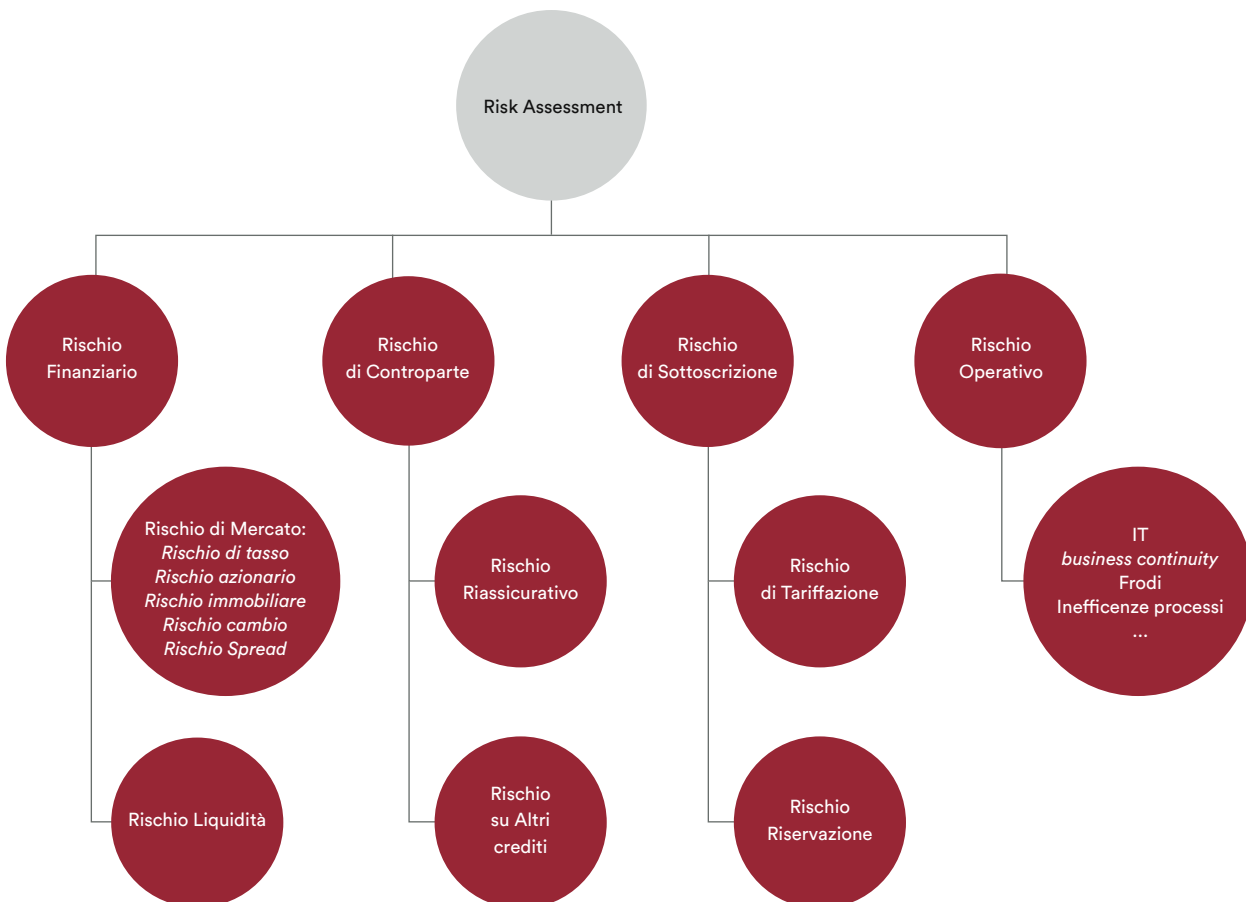 Risk Assessment
Rischio
Finanziario
Rischio
di Controparte
Rischio
di Sottoscrizione
Rischio
Operativo
Rischio di Mercato:
Rischio di tasso
Rischio azionario
Rischio immobiliare
Rischio cambio
Rischio Spread
Rischio
Riassicurativo
Rischio
di Tariffazione
IT
business continuity
Frodi
Inefficenze processi
...
Rischio Liquidità
Rischio
su Altri
crediti
Rischio
Riservazione